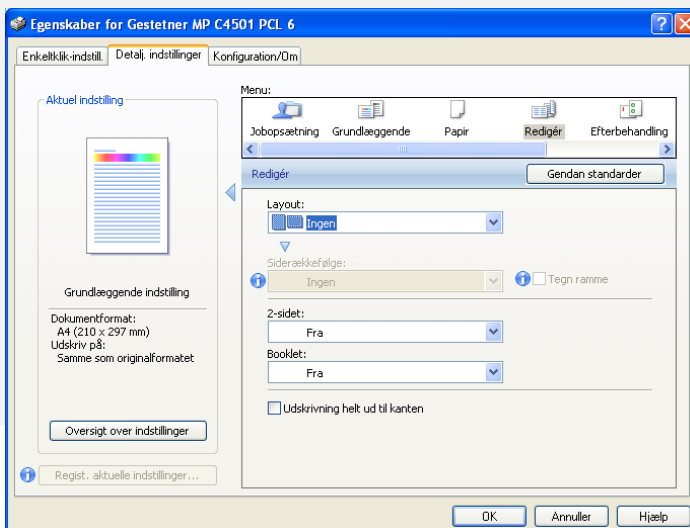 Egenskaber for Gestetner MP C4501 PCL 6
Enkeltklik-indstill.
Detalj. indstillinger
Konfiguration/Om
Aktuel indstilling
Grundlæggende indstilling
Dokumentformat:
A4 (210 x 297 mm)
Udskriv på:
Samme som originalformatet
Oversigt over indstillinger
Regist. aktuelle indstillinger...
Menu:
Jobopsætning
Grundlæggende
Papir
Redigér
Efterbehandling
Redigér
Gendan standarder
Layout:
Ingen
Siderækkefølge:
Ingen
Tegn ramme
2-sidet:
Fra
Booklet:
Fra
Udskrivning helt ud til kanten
OK
Annuller
Hjælp